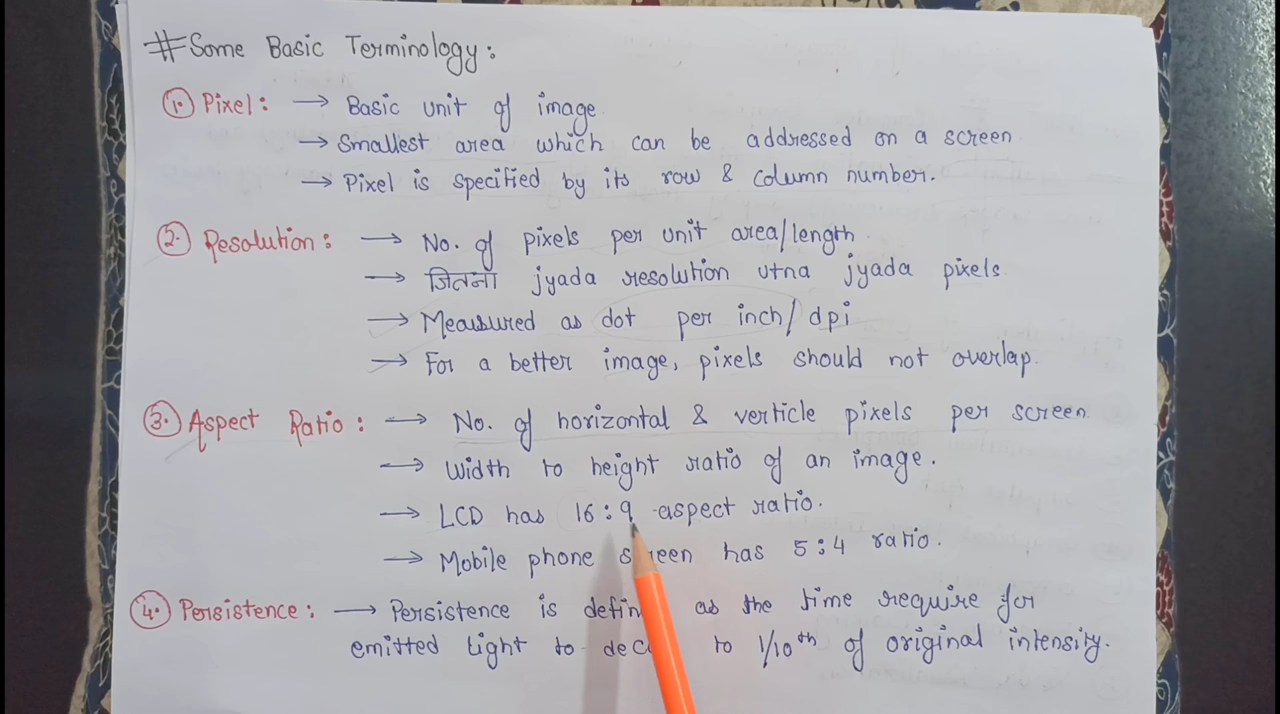 #Some Basic Terminology:
1. Pixel: → Basic unit of image.
→ Smallest area which can be addressed on a screen.
→ Pixel is specified by its row & column number.
2. Resolution: → No. of pixels per unit area/length
→ जितना jyada resolution utna jyada pixels
→ Measured as dot per inch/dpi
→ For a better image, pixels should not overlap.
3. Aspect Ratio: → No. of horizontal & verticle pixels per screen.
→ Width to height ratio of an image.
→ LCD has 16:9 aspect ratio.
→ Mobile phone has 5:4 ratio.
4. Persistence: → Persistence is as the time require for
emitted light to to 1/10th of original intensity.